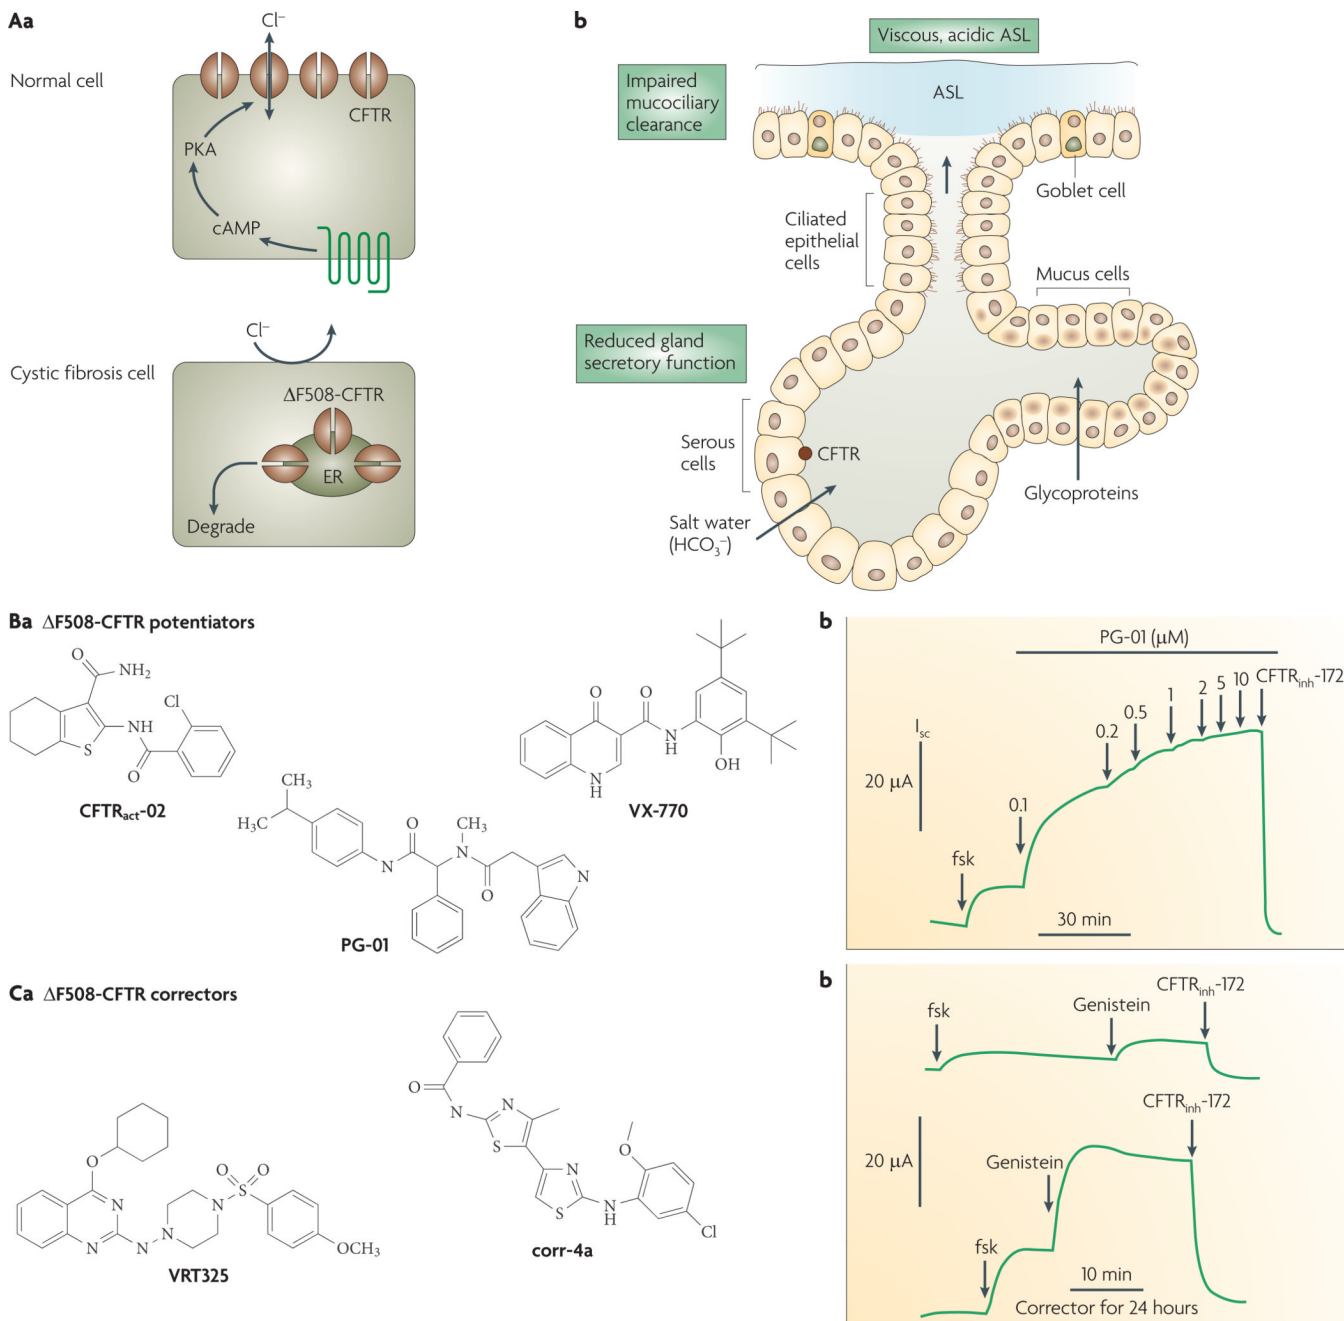 Aa
Cl⁻
Normal cell
CFTR
PKA
cAMP
Cl⁻
Cystic fibrosis cell
ΔF508-CFTR
ER
Degrade
b
Viscous, acidic ASL
Impaired
mucociliary
clearance
ASL
Goblet cell
Ciliated
epithelial
cells
Mucus cells
Reduced gland
secretory function
Serous
cells
CFTR
Glycoproteins
Salt water
(HCO₃⁻)
Ba ΔF508-CFTR potentiators
O
NH₂
Cl
NH
S
O
CFTRact-02
CH₃
H₃C
O
CH₃
N
N
N
O
PG-01
O
O
N
H
OH
N
H
VX-770
b
PG-01 (μM)
CFTRinh-172
10
5
2
1
0.5
0.2
0.1
Isc
20 μA
fsk
30 min
Ca ΔF508-CFTR correctors
O
O
O
N
S
N
N
N
N
OCH₃
VRT325
O
N
N
S
O
N
S
N
H
Cl
corr-4a
b
CFTRinh-172
Genistein
fsk
CFTRinh-172
20 μA
Genistein
fsk
10 min
Corrector for 24 hours